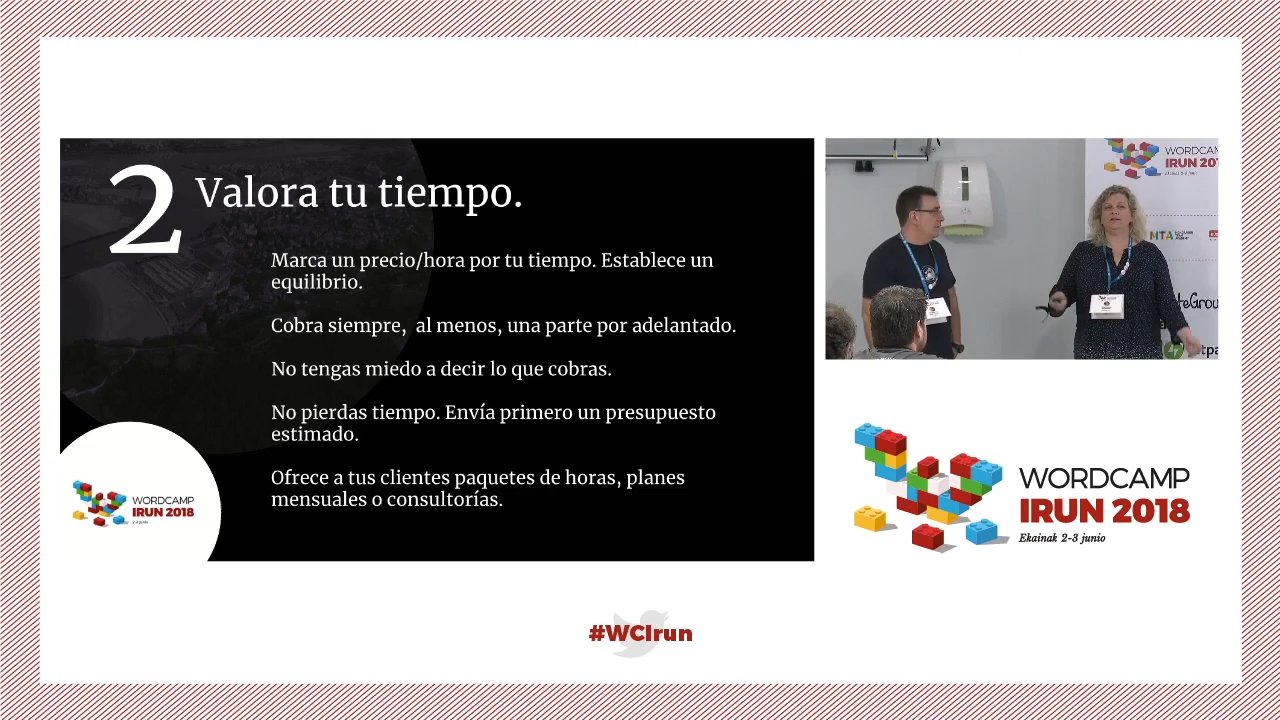 2
Valora tu tiempo.
Marca un precio/hora por tu tiempo. Establece un
equilibrio.
Cobra siempre, al menos, una parte por adelantado.
No tengas miedo a decir lo que cobras.
No pierdas tiempo. Envía primero un presupuesto
estimado.
Ofrece a tus clientes paquetes de horas, planes
mensuales o consultorías.
WORDCAMP
IRUN 2018
WORDCAMP
IRUN 201
MTA
WORDCAMP
IRUN 2018
Ekainak 2-3 junio
#WCIrun